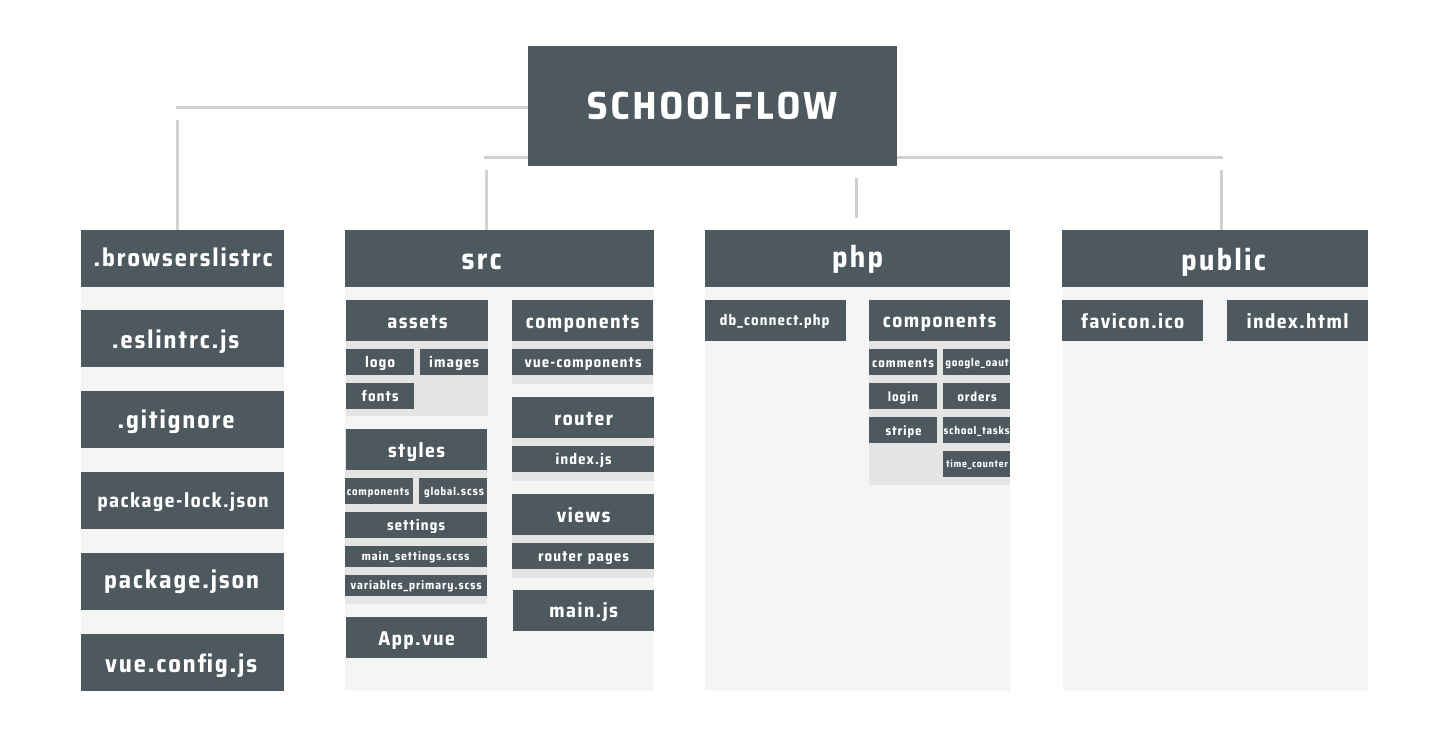 SCHOOLFLOW
.browserslistrc
.eslintrc.js
.gitignore
package-lock.json
package.json
vue.config.js
src
assets
logo
images
fonts
styles
components
global.scss
settings
main_settings.scss
variables_primary.scss
App.vue
components
vue-components
router
index.js
views
router pages
main.js
php
db_connect.php
components
comments
google_oaut
login
orders
stripe
school_tasks
time_counter
public
favicon.ico
index.html